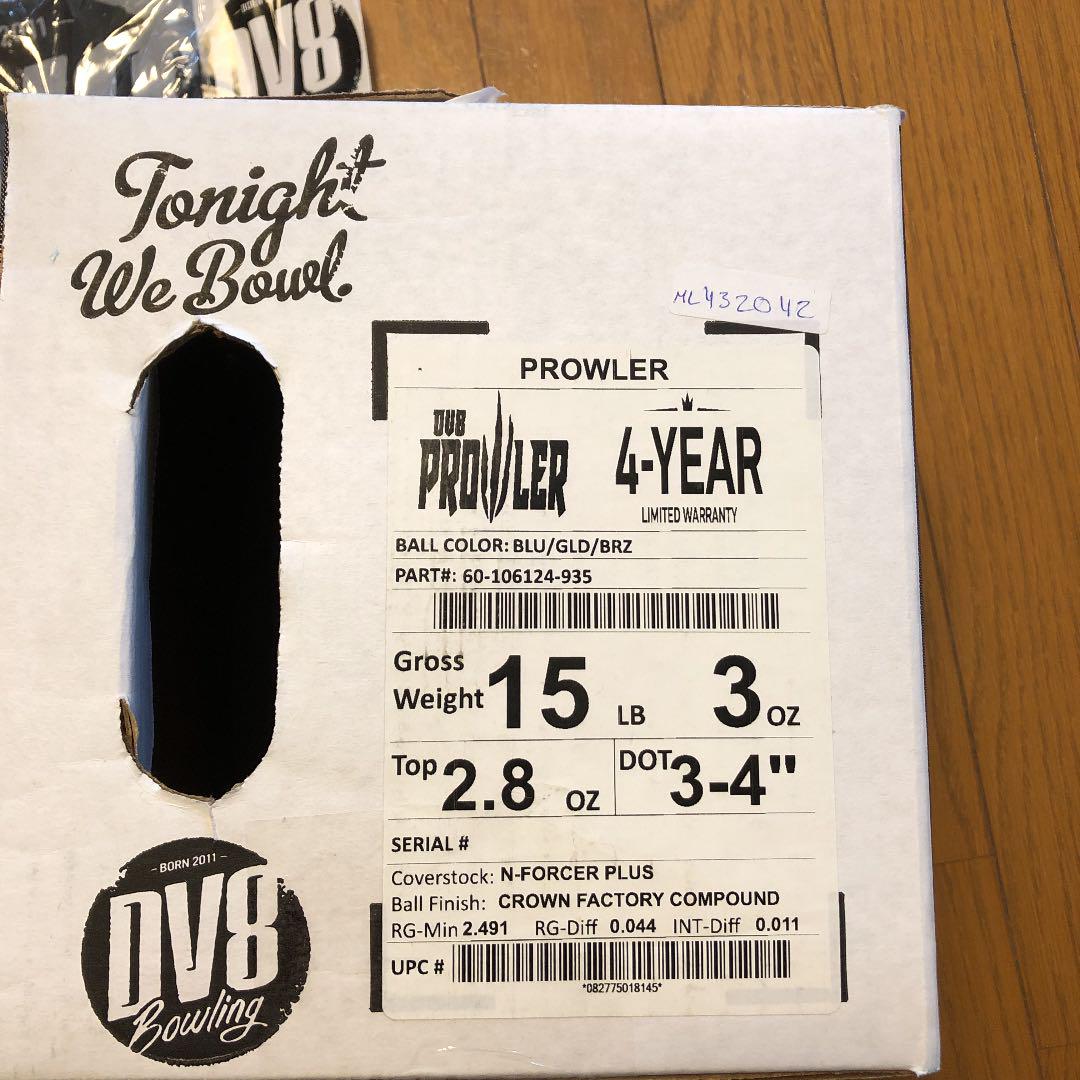 2011
DV8
Tonight
We Bowl.
ML432042
PROWLER
DV8
PROWLER
4-YEAR
LIMITED WARRANTY
BALL COLOR: BLU/GLD/BRZ
PART#: 60-106124-935
Gross Weight 15 LB 3 OZ
Top 2.8 OZ DOT 3-4"
SERIAL #
Coverstock: N-FORCER PLUS
Ball Finish: CROWN FACTORY COMPOUND
RG-Min 2.491 RG-Diff 0.044 INT-Diff 0.011
UPC #
*082775018145*
- BORN 2011 -
DV8
Bowling